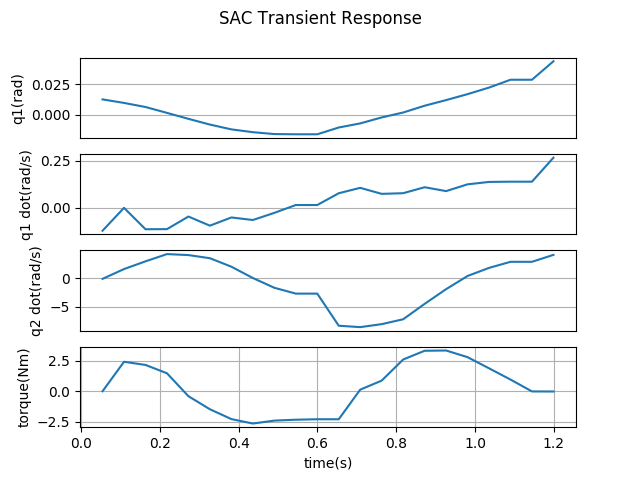 SAC Transient Response
q1(rad)
0.025
0.000
q1 dot(rad/s)
0.25
0.00
q2 dot(rad/s)
0
−5
torque(Nm)
2.5
0.0
−2.5
0.0 0.2 0.4 0.6 0.8 1.0 1.2
time(s)